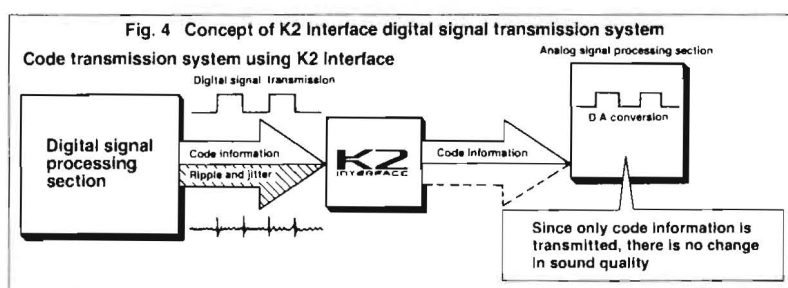 Fig. 4 Concept of K2 Interface digital signal transmission system
Code transmission system using K2 Interface
Digital signal transmission
Analog signal processing section
Digital signal
processing
section
Code information
Ripple and jitter
K2
INTERFACE
Code Information
D A conversion
Since only code information is
transmitted, there is no change
in sound quality